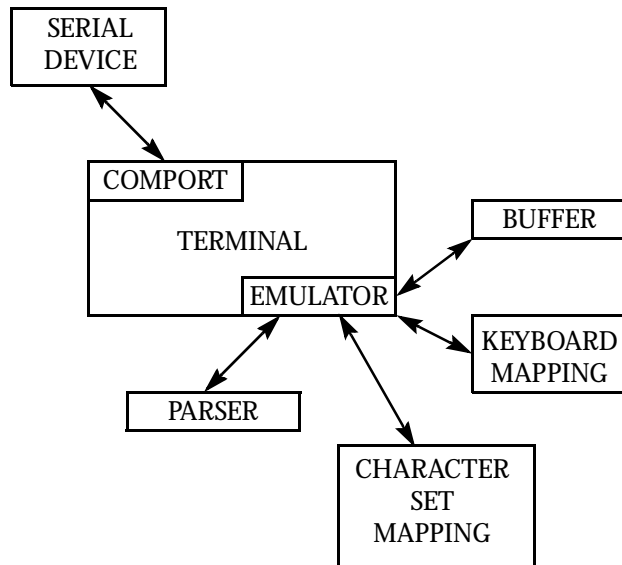 SERIAL
DEVICE
COMPORT
TERMINAL
BUFFER
EMULATOR
KEYBOARD
MAPPING
PARSER
CHARACTER
SET
MAPPING